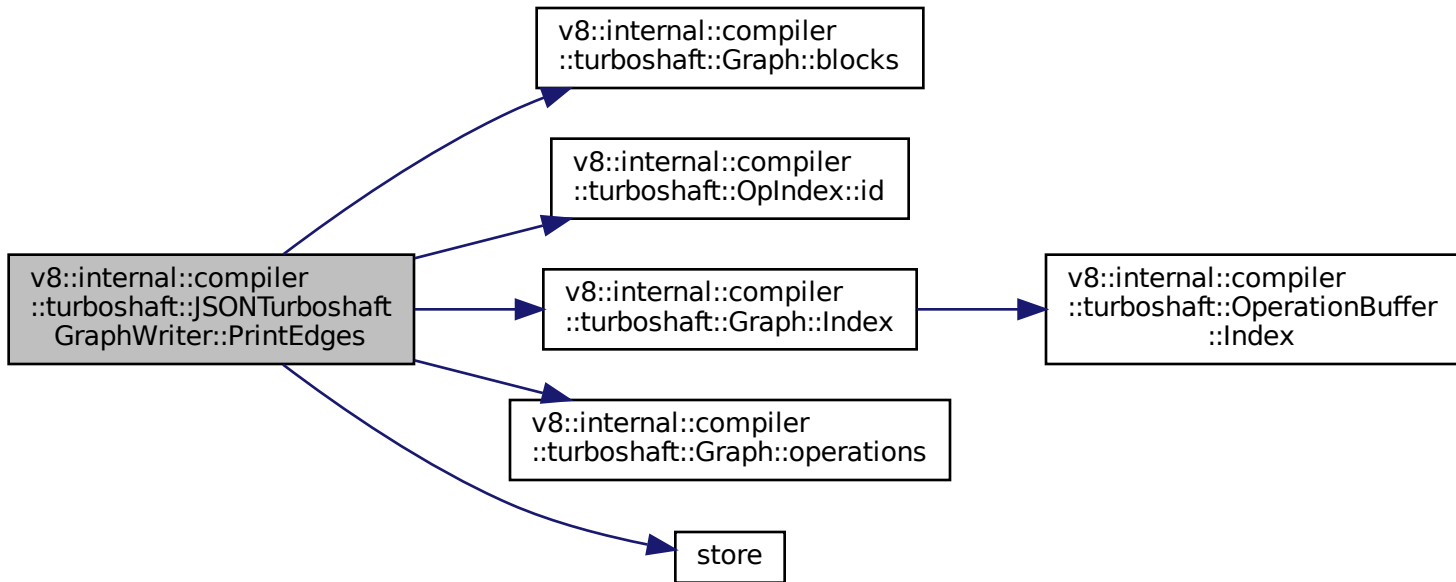 v8::internal::compiler
::turboshaft::Graph::blocks
v8::internal::compiler
::turboshaft::OpIndex::id
v8::internal::compiler
::turboshaft::JSONTurboshaft
GraphWriter::PrintEdges
v8::internal::compiler
::turboshaft::Graph::Index
v8::internal::compiler
::turboshaft::OperationBuffer
::Index
v8::internal::compiler
::turboshaft::Graph::operations
store